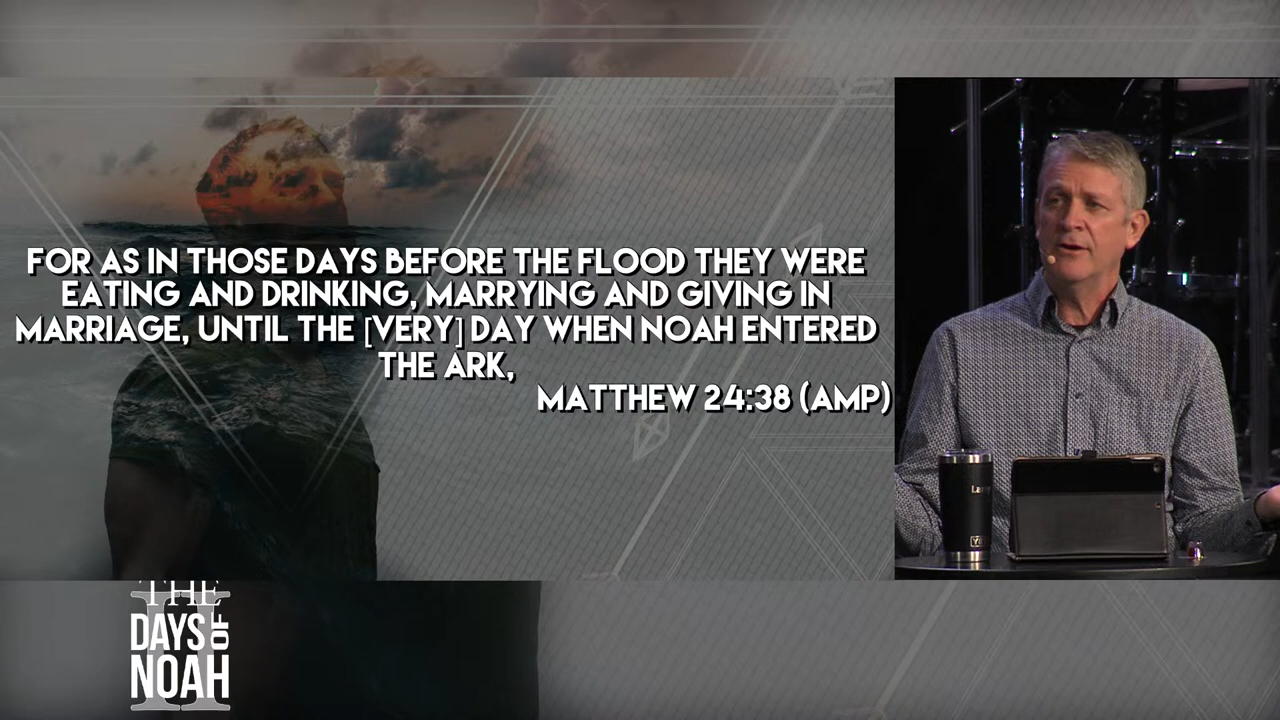 FOR AS IN THOSE DAYS BEFORE THE FLOOD THEY WERE
EATING AND DRINKING, MARRYING AND GIVING IN
MARRIAGE, UNTIL THE [VERY] DAY WHEN NOAH ENTERED
THE ARK,
MATTHEW 24:38 (AMP)
THE
DAYS OF
NOAH
II